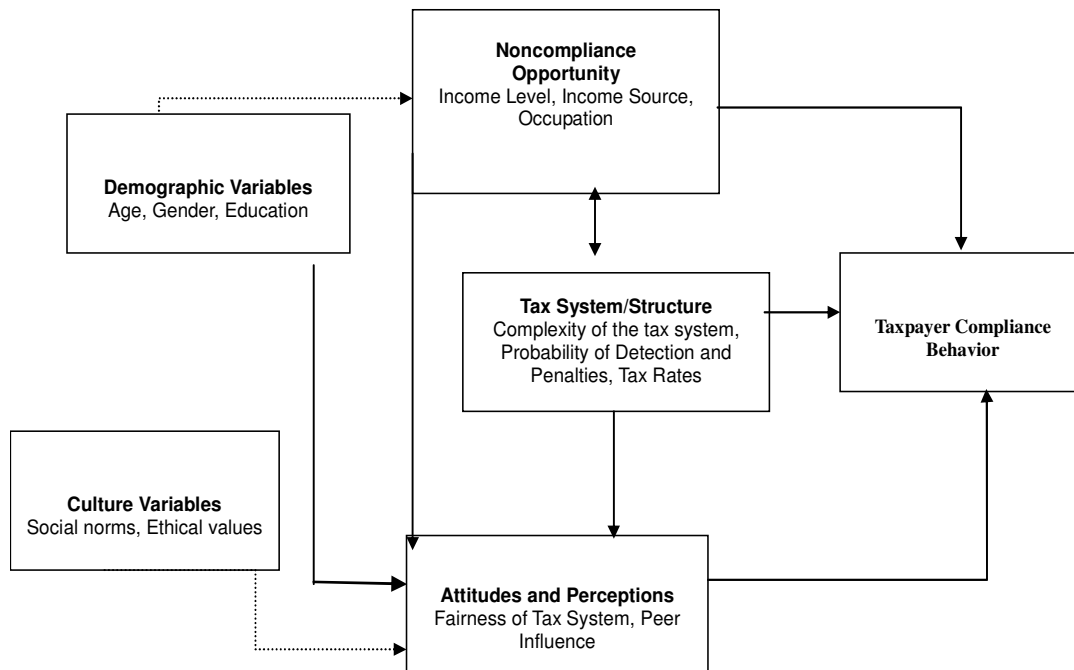 Noncompliance
Opportunity
Income Level, Income Source,
Occupation
Demographic Variables
Age, Gender, Education
Tax System/Structure
Complexity of the tax system,
Probability of Detection and
Penalties, Tax Rates
Taxpayer Compliance
Behavior
Culture Variables
Social norms, Ethical values
Attitudes and Perceptions
Fairness of Tax System, Peer
Influence